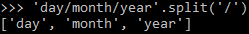 >>> 'day/month/year'.split('/')
['day', 'month', 'year']